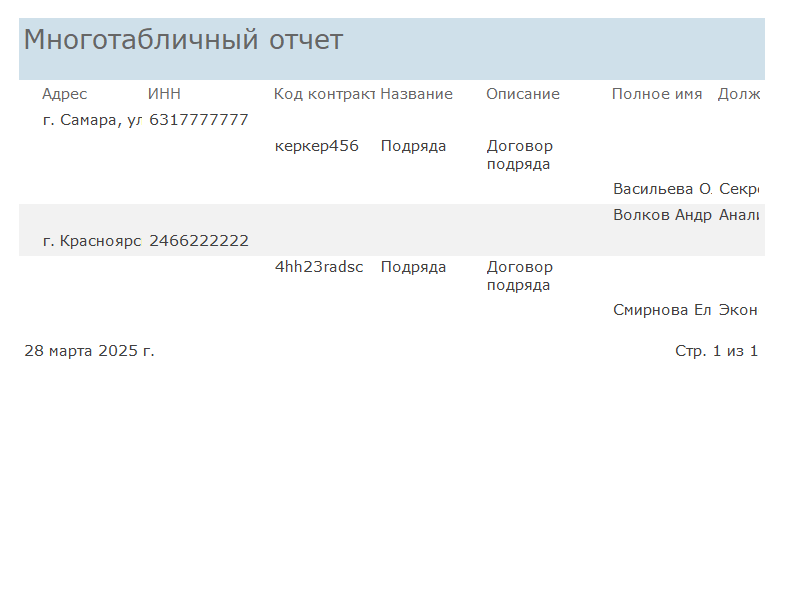 Многотабличный отчет
Адрес ИНН Код контракт Название Описание Полное имя Долж
г. Самара, ул 6317777777
керкер456 Подряда Договор
подряда
Васильева О. Секре
Волков Андр Анали
г. Красноярс 2466222222
4hh23radsc Подряда Договор
подряда
Смирнова Ел Экон
28 марта 2025 г. Стр. 1 из 1